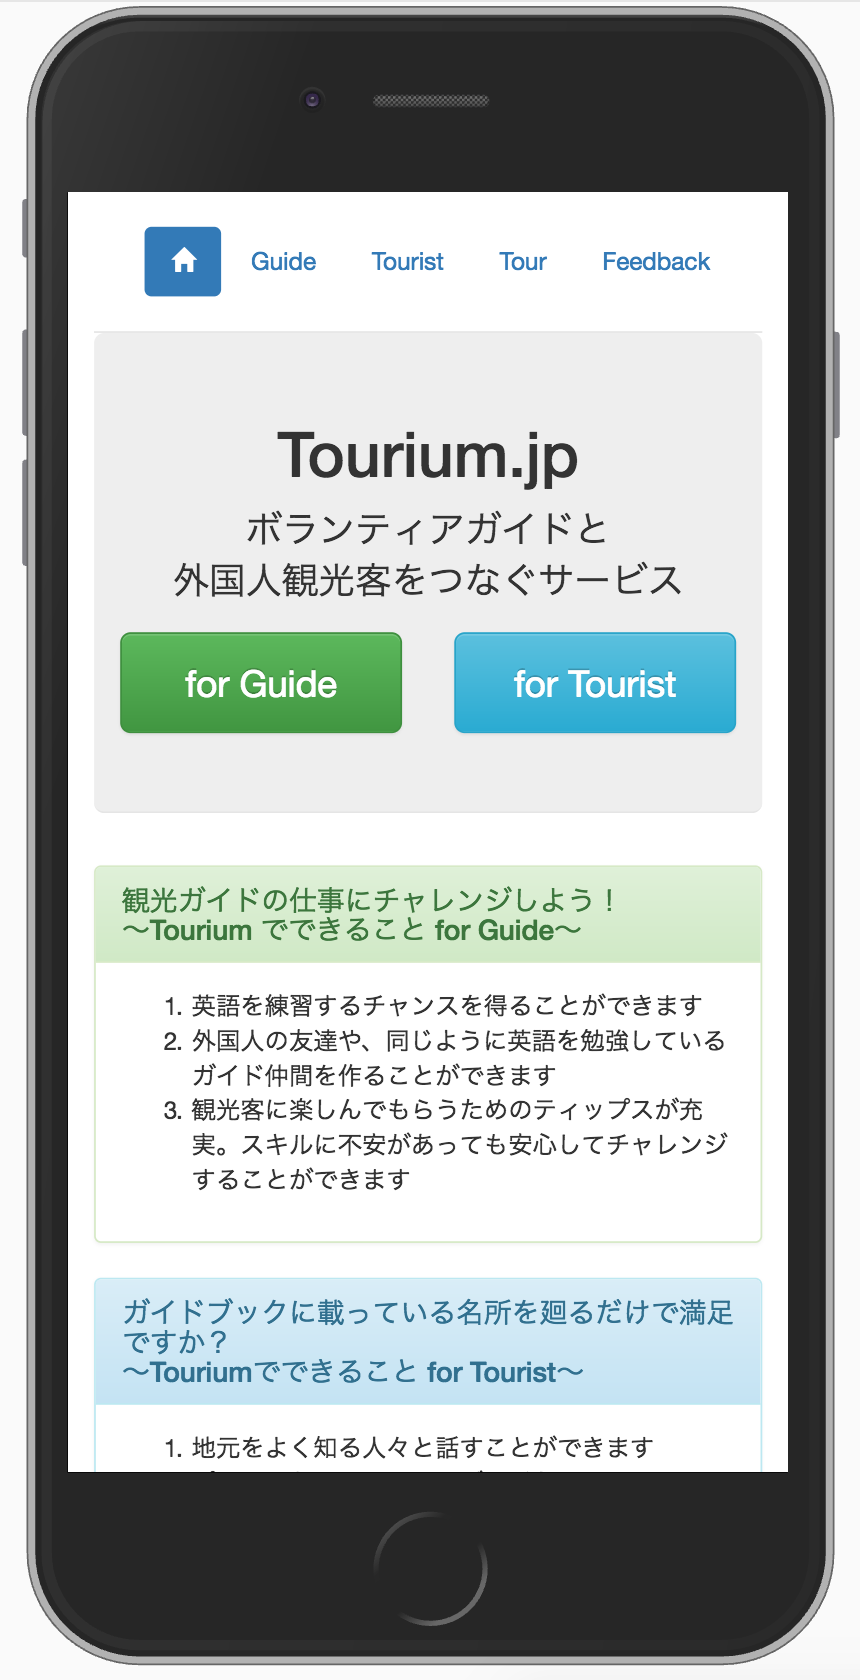 Guide Tourist Tour Feedback
Tourium.jp
ボランティアガイドと
外国人観光客をつなぐサービス
for Guide for Tourist
観光ガイドの仕事にチャレンジしよう！
〜Tourium でできること for Guide〜
1. 英語を練習するチャンスを得ることができます
2. 外国人の友達や、同じように英語を勉強している
ガイド仲間を作ることができます
3. 観光客に楽しんでもらうためのティップスが充
実。スキルに不安があっても安心してチャレンジ
することができます
ガイドブックに載っている名所を廻るだけで満足
ですか？
〜Touriumでできること for Tourist〜
1. 地元をよく知る人々と話すことができます